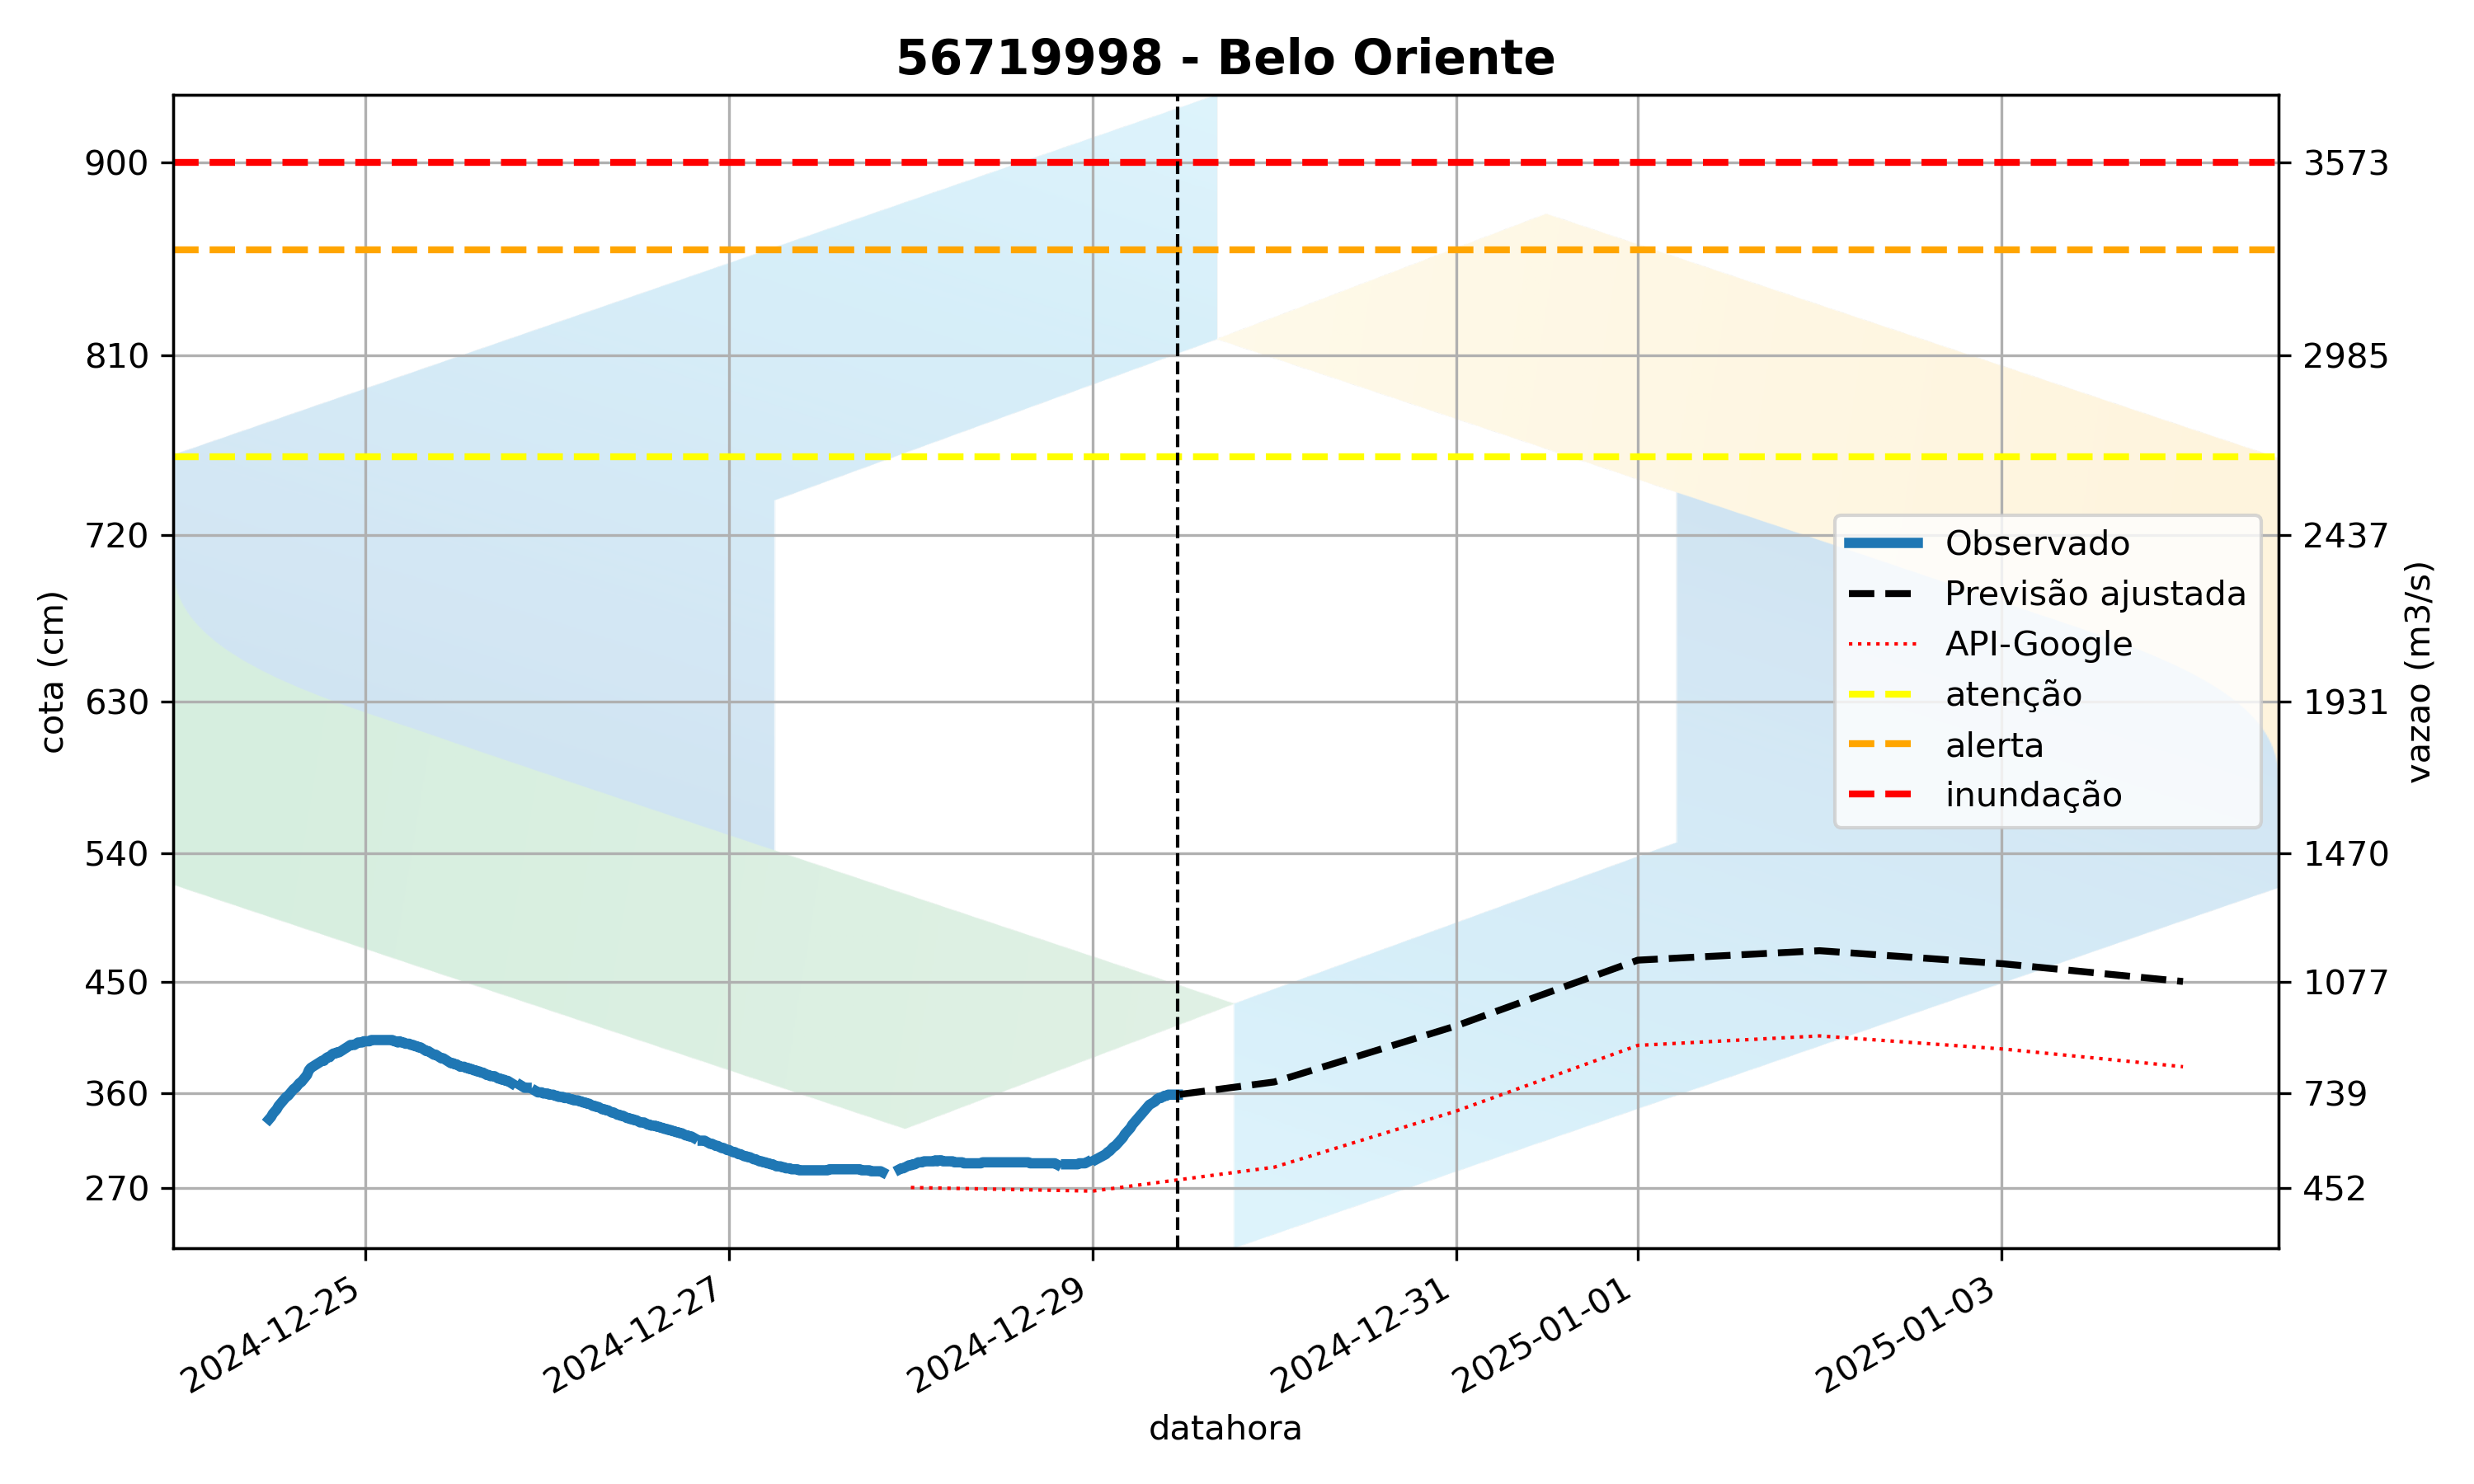 56719998 - Belo Oriente
900
810
720
630
540
450
360
270
cota (cm)
3573
2985
2437
1931
1470
1077
739
452
vazao (m3/s)
Observado
Previsão ajustada
API-Google
atenção
alerta
inundação
2024-12-25
2024-12-27
2024-12-29
2024-12-31
2025-01-01
2025-01-03
datahora